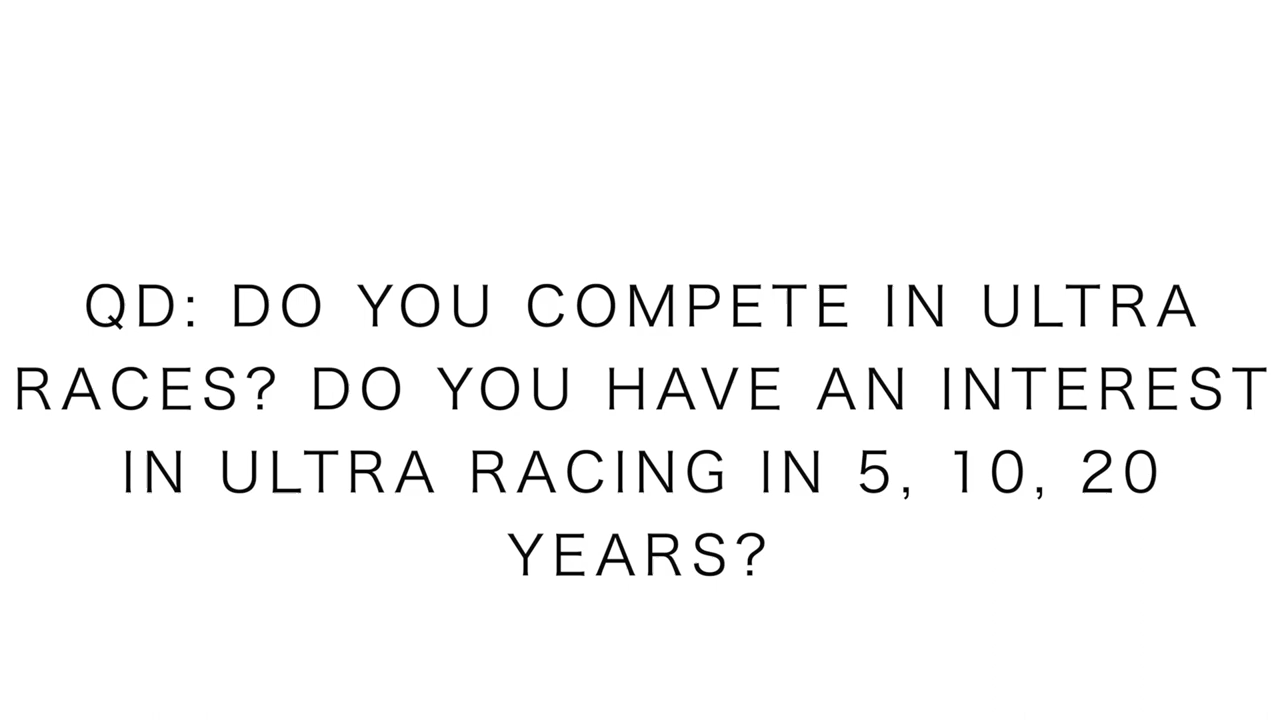 QD: DO YOU COMPETE IN ULTRA
RACES? DO YOU HAVE AN INTEREST
IN ULTRA RACING IN 5, 10, 20
YEARS?